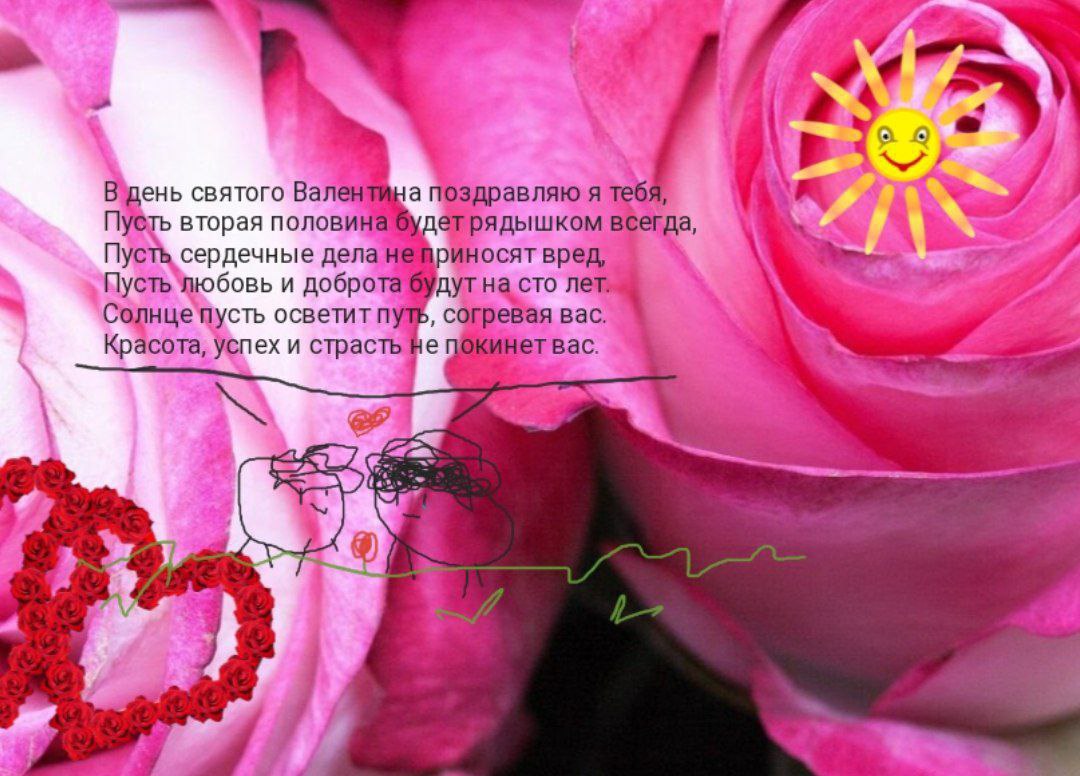 В день святого Валентина поздравляю я тебя,
Пусть вторая половина будет рядышком всегда,
Пусть сердечные дела не приносят вред,
Пусть любовь и доброта будут на сто лет.
Солнце пусть осветит путь, согревая вас.
Красота, успех и страсть не покинет вас.